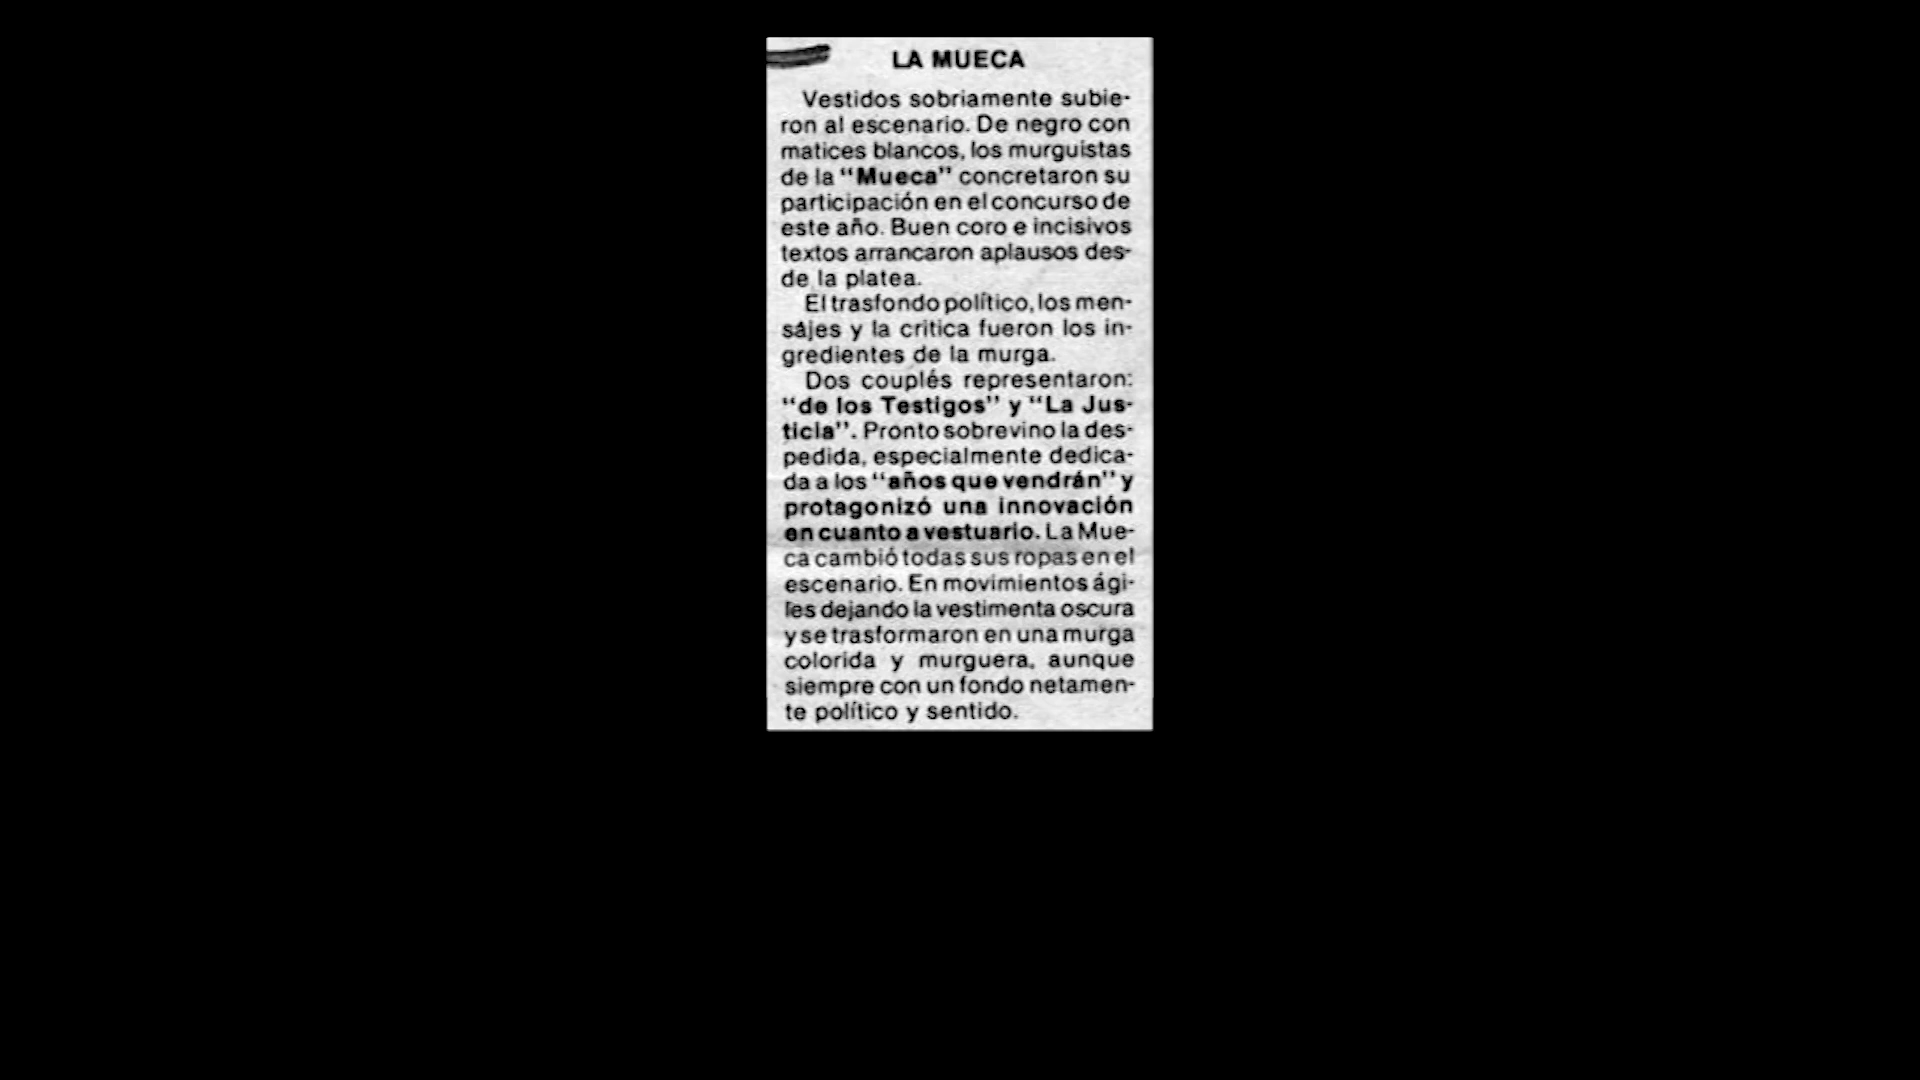 LA MUECA
Vestidos sobriamente subie-
ron al escenario. De negro con
matices blancos, los murguistas
de la "Mueca" concretaron su
participación en el concurso de
este año. Buen coro e incisivos
textos arrancaron aplausos des-
de la platea.
El trasfondo político, los men-
sajes y la critica fueron los in-
gredientes de la murga.
Dos couplés representaron:
"de los Testigos" y "La Jus-
ticia". Pronto sobrevino la des-
pedida, especialmente dedica-
da a los "años que vendrán" y
protagonizó una innovación
en cuanto a vestuario. La Mue-
ca cambió todas sus ropas en el
escenario. En movimientos ági-
les dejando la vestimenta oscura
y se trasformaron en una murga
colorida y murguera, aunque
siempre con un fondo netamen-
te político y sentido.